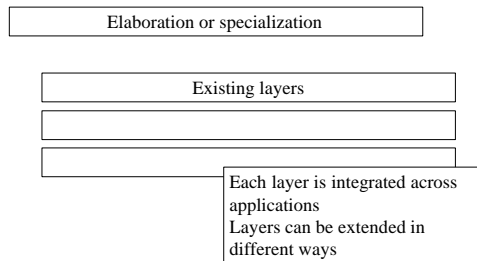 Elaboration or specialization
Existing layers
Each layer is integrated across
applications
Layers can be extended in
different ways